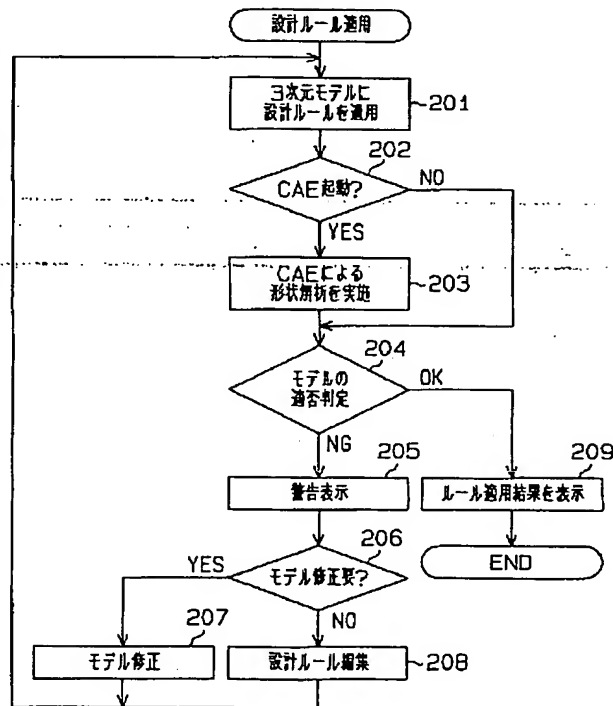 設計ルール適用
3次元モデルに
設計ルールを適用
201
202
CAE起動?
NO
YES
CAEによる
形状解析を実施
203
204
モデルの
適否判定
OK
NG
205
警告表示
209
ルール適用結果を表示
206
YES
モデル修正要?
END
NO
207
モデル修正
設計ルール編集
208